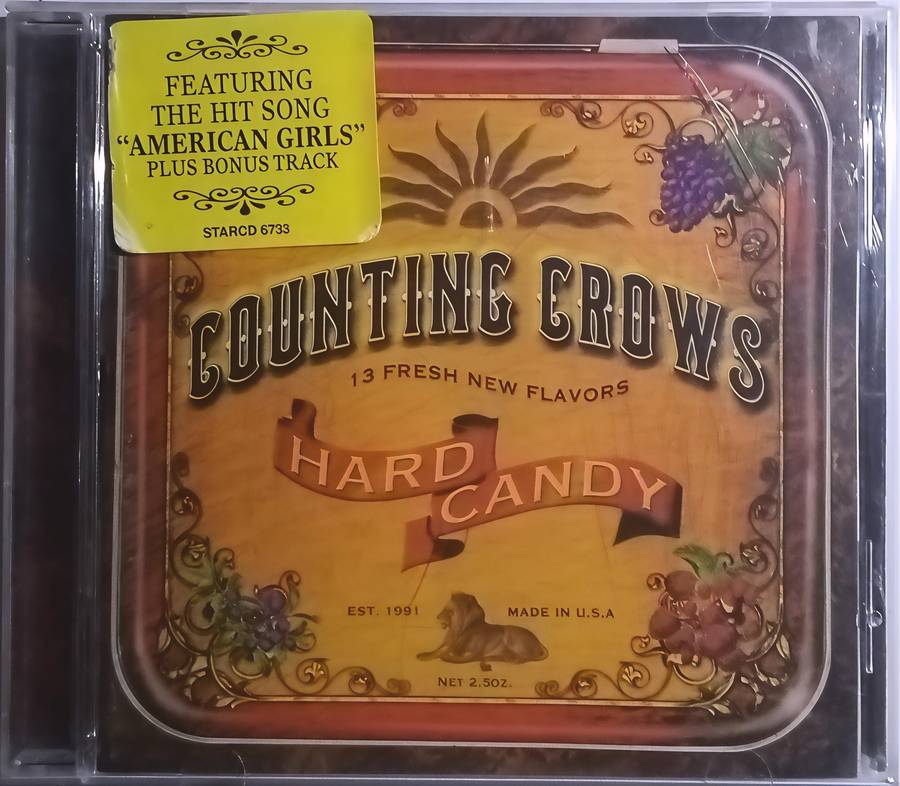 FEATURING
THE HIT SONG
“AMERICAN GIRLS”
PLUS BONUS TRACK
STARCD 6733
COUNTING CROWS
13 FRESH NEW FLAVORS
HARD
CANDY
EST. 1991 MADE IN U.S.A
NET 2.5OZ.